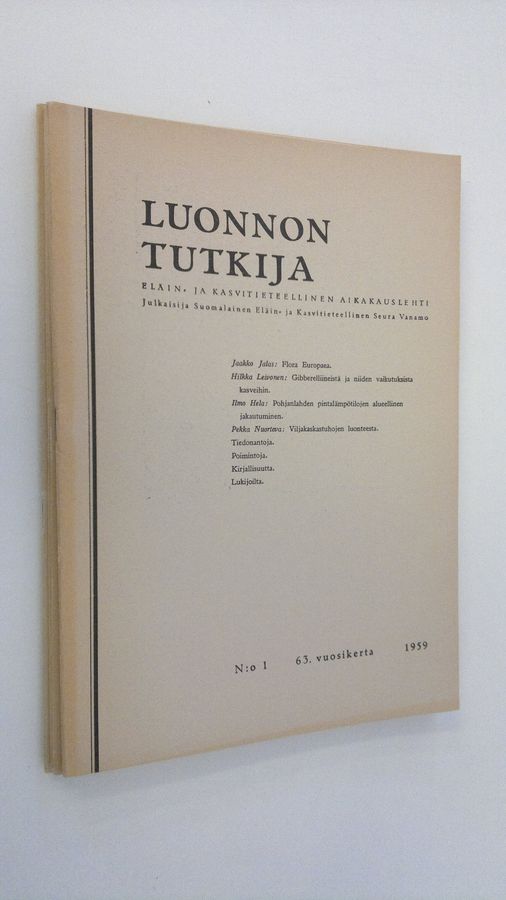 LUONNON
TUTKIJA
ELÄIN- JA KASVITIETEELLINEN AIKAKAUSLEHTI
Julkaisija Suomalainen Eläin- ja Kasvitieteellinen Seura Vanamo
Jaakko Jalas: Flora Europaea.
Hilkka Leivonen: Gibberelliineistä ja niiden vaikutuksista
kasveihin.
Ilmo Hela: Pohjanlahden pintalämpötilojen alueellinen
jakautuminen.
Pekka Nuorteva: Viljakaskastuhojen luonteesta.
Tiedonantoja.
Poimintoja.
Kirjallisuutta.
Lukijoilta.
N:o 1 63. vuosikerta 1959